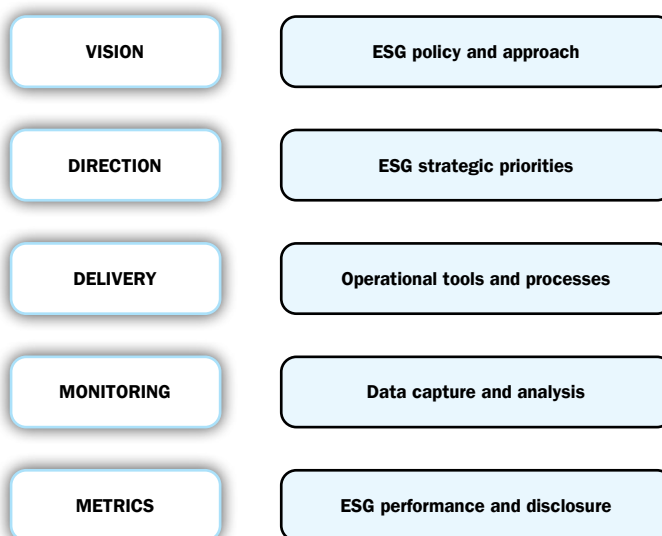 VISION
ESG policy and approach
DIRECTION
ESG strategic priorities
DELIVERY
Operational tools and processes
MONITORING
Data capture and analysis
METRICS
ESG performance and disclosure